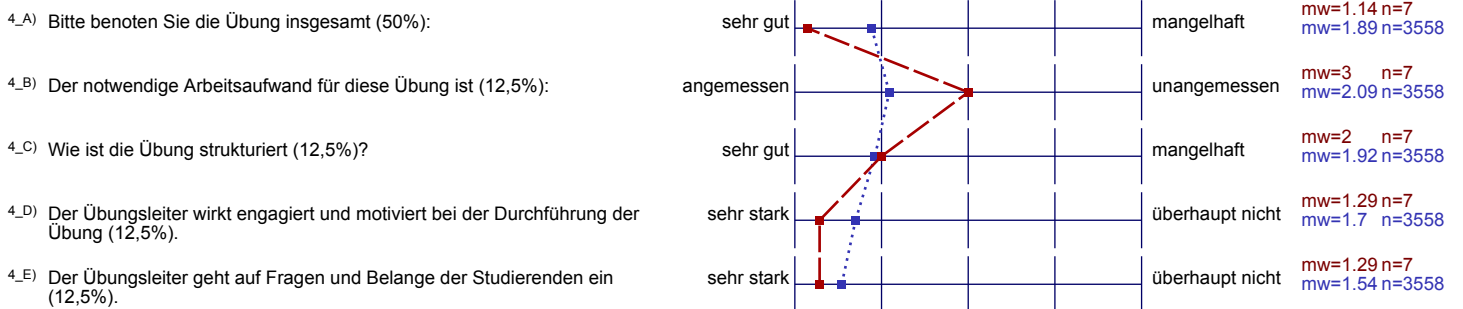 4_A) Bitte benoten Sie die Übung insgesamt (50%): sehr gut mangelhaft mw=1.14 n=7
mw=1.89 n=3558
4_B) Der notwendige Arbeitsaufwand für diese Übung ist (12,5%): angemessen unangemessen mw=3 n=7
mw=2.09 n=3558
4_C) Wie ist die Übung strukturiert (12,5%)? sehr gut mangelhaft mw=2 n=7
mw=1.92 n=3558
4_D) Der Übungsleiter wirkt engagiert und motiviert bei der Durchführung der sehr stark überhaupt nicht mw=1.29 n=7
Übung (12,5%). mw=1.7 n=3558
4_E) Der Übungsleiter geht auf Fragen und Belange der Studierenden ein sehr stark überhaupt nicht mw=1.29 n=7
(12,5%). mw=1.54 n=3558